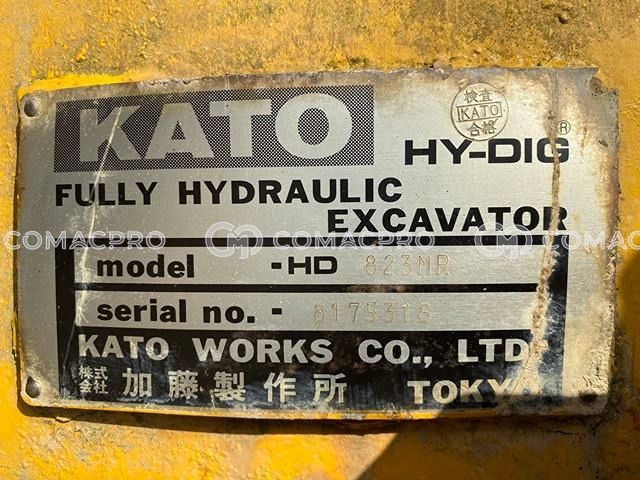 KATO
検査
KATO
合格
HY-DIG®
FULLY HYDRAULIC
EXCAVATOR
COMACPRO COMACPRO COMACPRO
model -HD 823MR
serial no. - 8175318
KATO WORKS CO., LTD
株式会社 加藤製作所 TOKYO